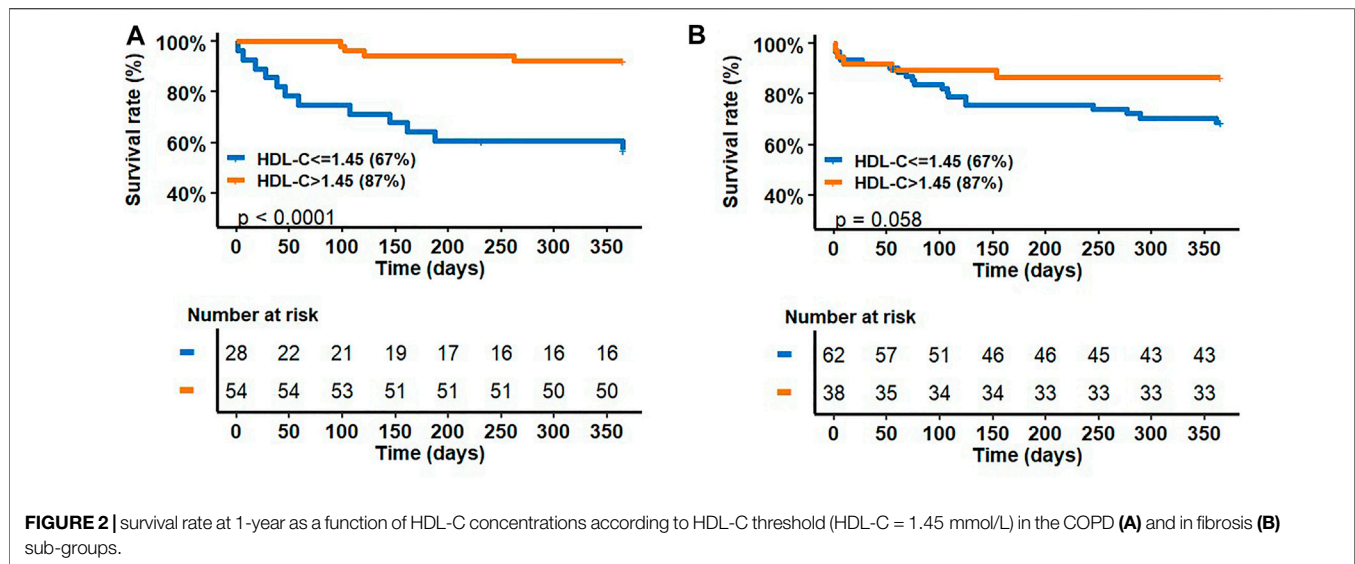 A
Survival rate (%)
100%
80%
60%
40%
HDL-C<=1.45 (67%)
HDL-C>1.45 (87%)
p < 0.0001
0 50 100 150 200 250 300 350
Time (days)
Number at risk
28 22 21 19 17 16 16 16
54 54 53 51 51 51 50 50
0 50 100 150 200 250 300 350
Time (days)
B
Survival rate (%)
100%
80%
60%
40%
HDL-C<=1.45 (67%)
HDL-C>1.45 (87%)
p = 0.058
0 50 100 150 200 250 300 350
Time (days)
Number at risk
62 57 51 46 46 45 43 43
38 35 34 34 33 33 33 33
0 50 100 150 200 250 300 350
Time (days)
FIGURE 2 | survival rate at 1-year as a function of HDL-C concentrations according to HDL-C threshold (HDL-C = 1.45 mmol/L) in the COPD (A) and in fibrosis (B)
sub-groups.